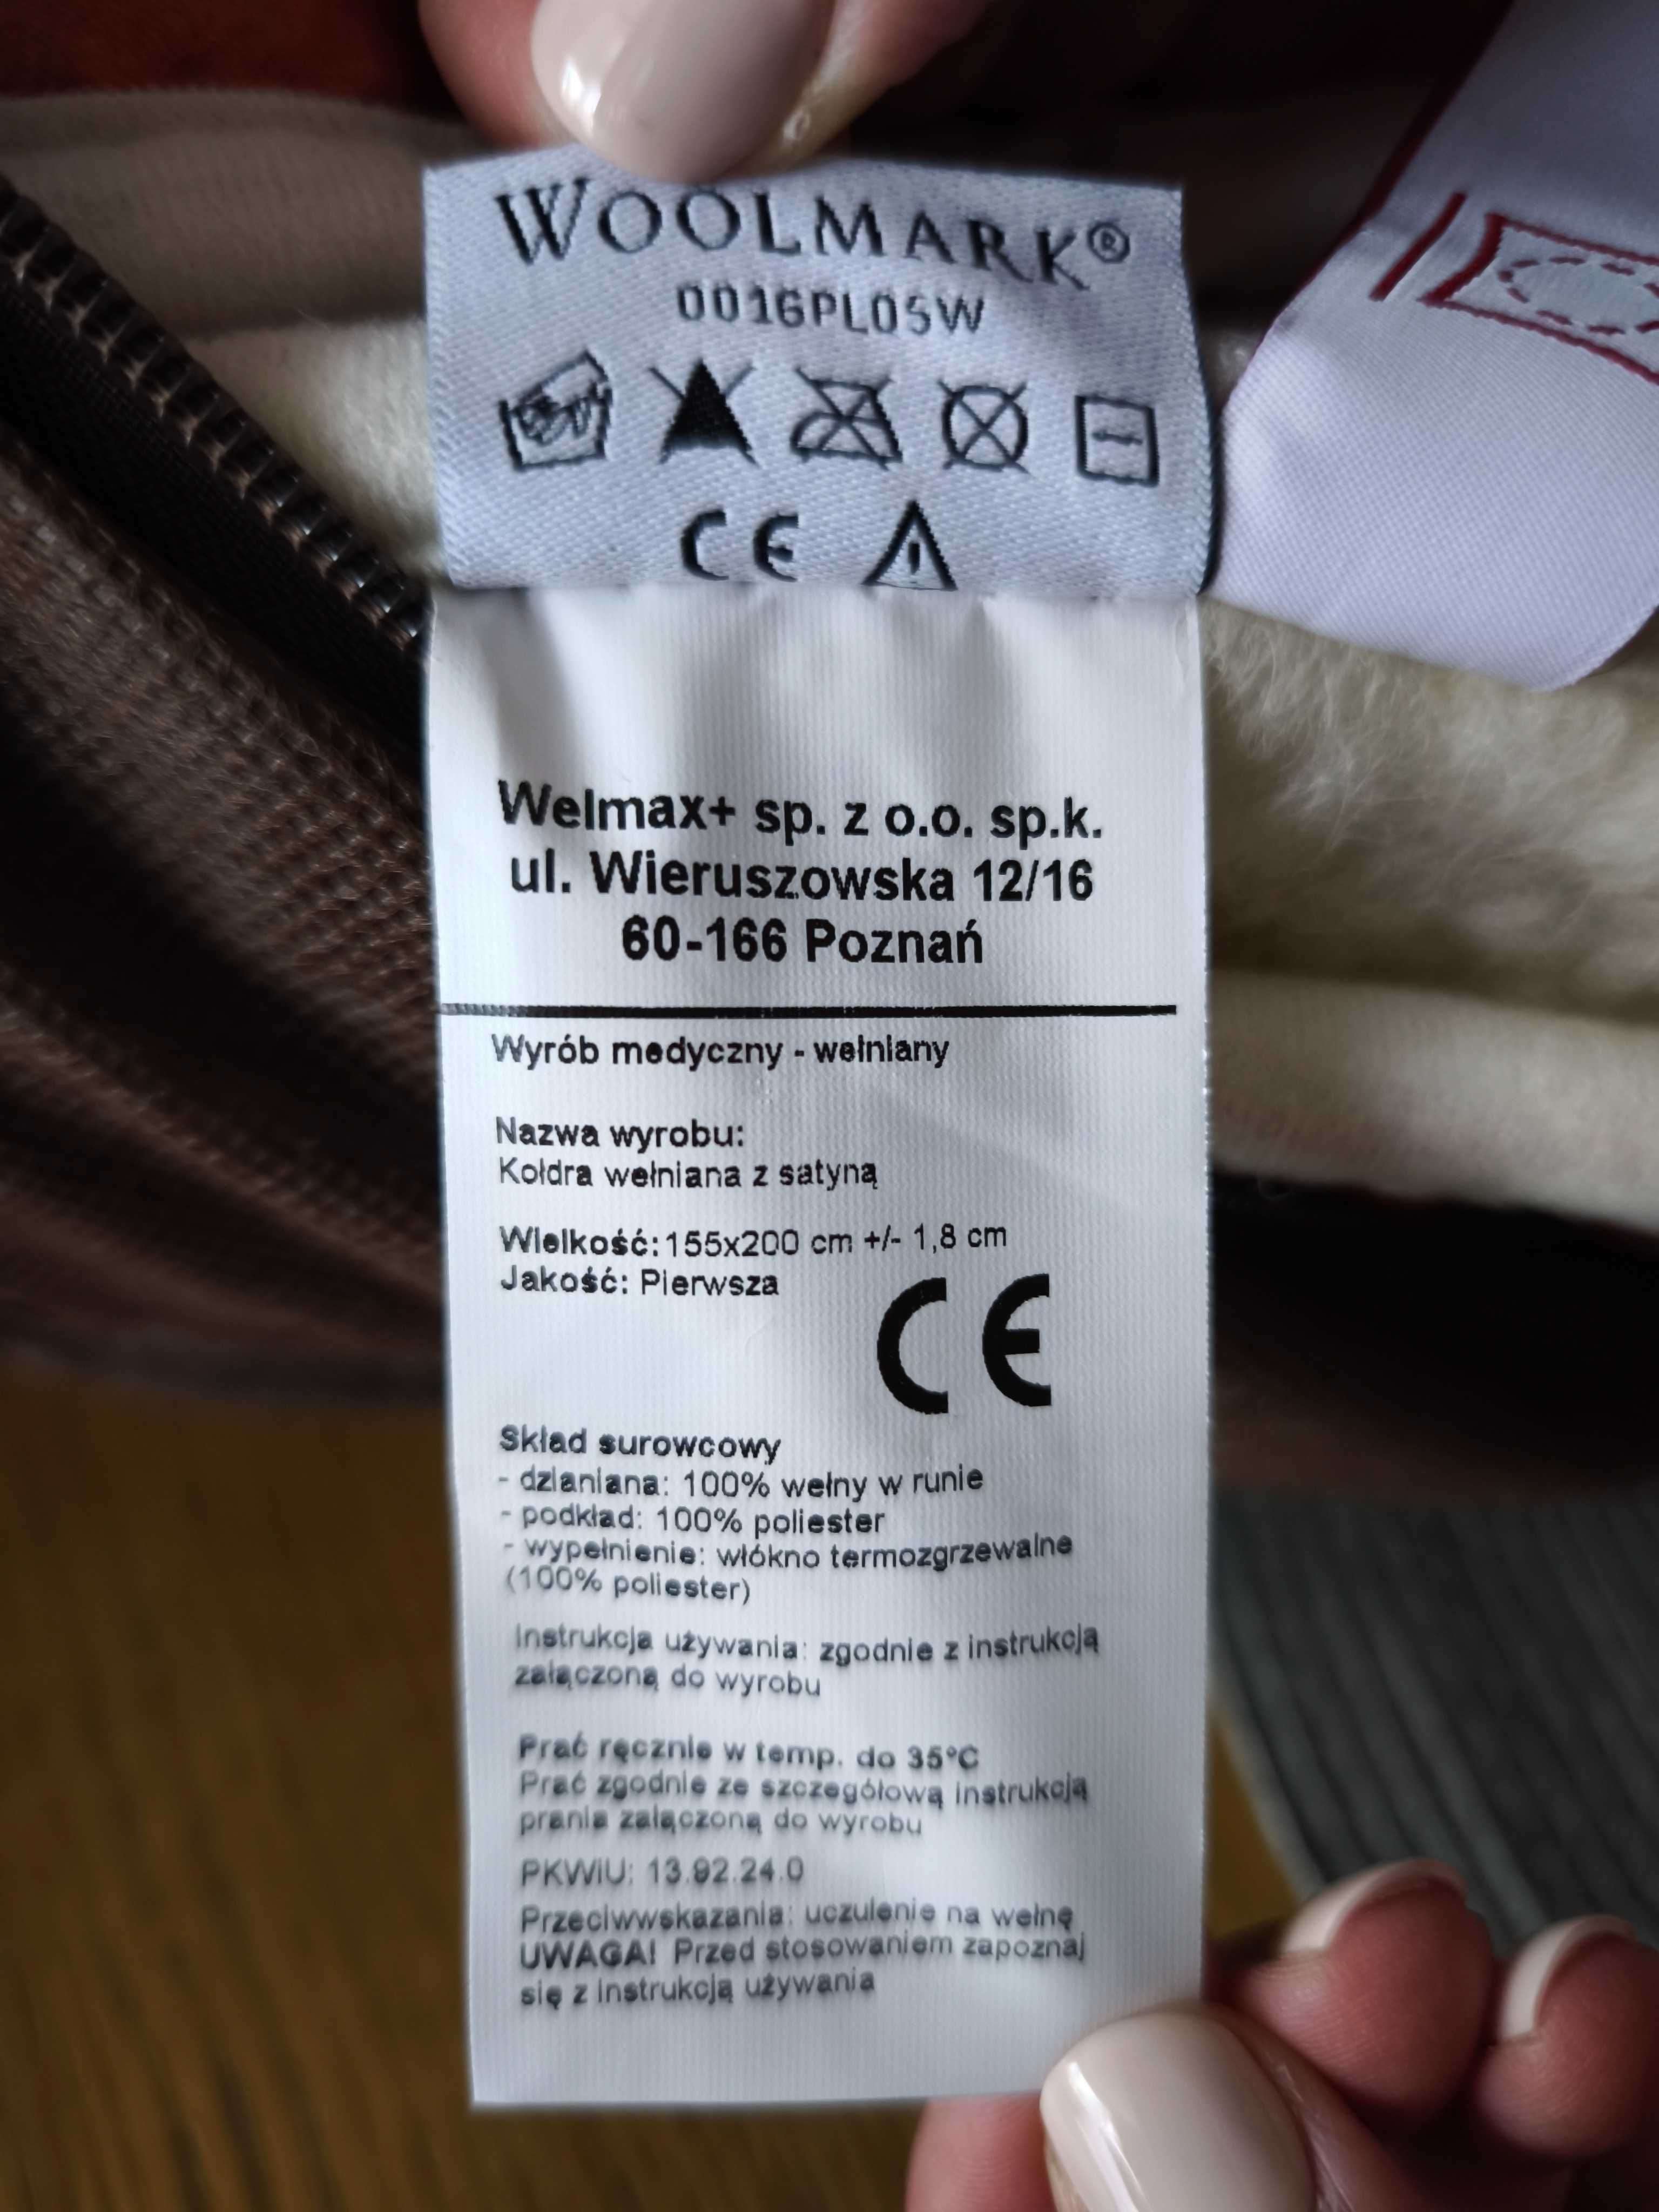 WOOLMARK®
0016PL05W
CE
Welmax+ sp. z o.o. sp.k.
ul. Wieruszowska 12/16
60-166 Poznań
Wyrób medyczny - wełniany
Nazwa wyrobu:
Kołdra wełniana z satyną
Wielkość: 155x200 cm +/- 1,8 cm
Jakość: Pierwsza
CE
Skład surowcowy
- dzianiana: 100% wełny w runie
- podkład: 100% poliester
- wypełnienie: włókno termozgrzewalne
(100% poliester)
Instrukcja używania: zgodnie z instrukcją
załączoną do wyrobu
Prać ręcznie w temp. do 35°C
Prać zgodnie ze szczegółową instrukcją
prania załączoną do wyrobu
PKWiU: 13.92.24.0
Przeciwwskazania: uczulenie na wełnę
UWAGA! Przed stosowaniem zapoznaj
się z instrukcją używania